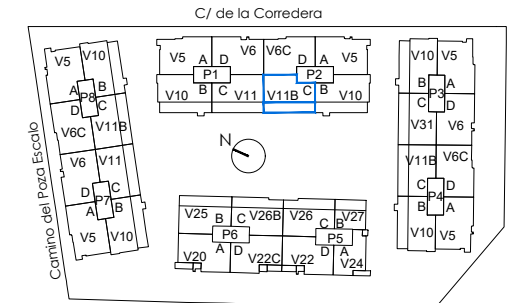 C/ de la Corredera
V5 A D V6 V6C D A V5
P1 P2
V10 B C V11 V11B C B V10
V10 V5
A B
P8
D C
V6C V11B
V6 V11
D C
P7
A B
V5 V10
V10 V5
B A
P3
C D
V31 V6
V11B V6C
C D
P4
B A
V10 V5
N
V25 B C V26B V26 C B V27
P6 P5
V20 A D V22C V22 D A V24
Camino del Poza Escalo